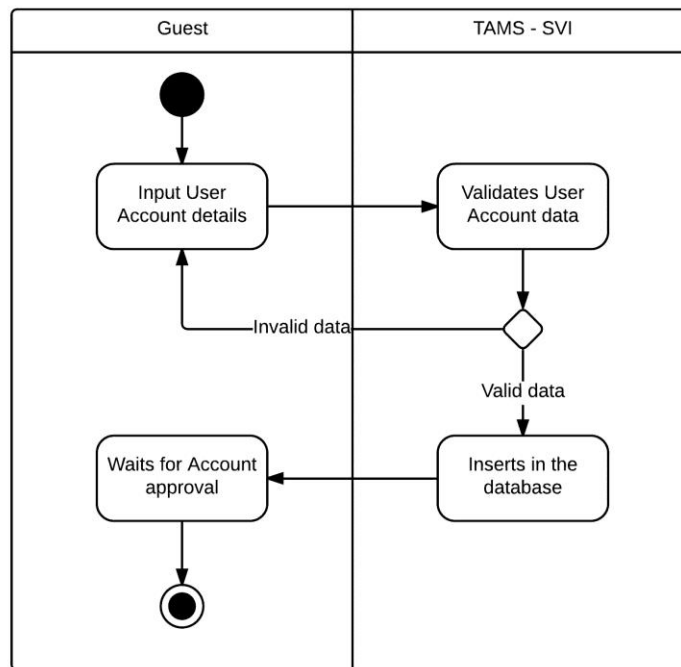 Guest
TAMS - SVI
Input User
Account details
Validates User
Account data
Invalid data
Valid data
Waits for Account
approval
Inserts in the
database